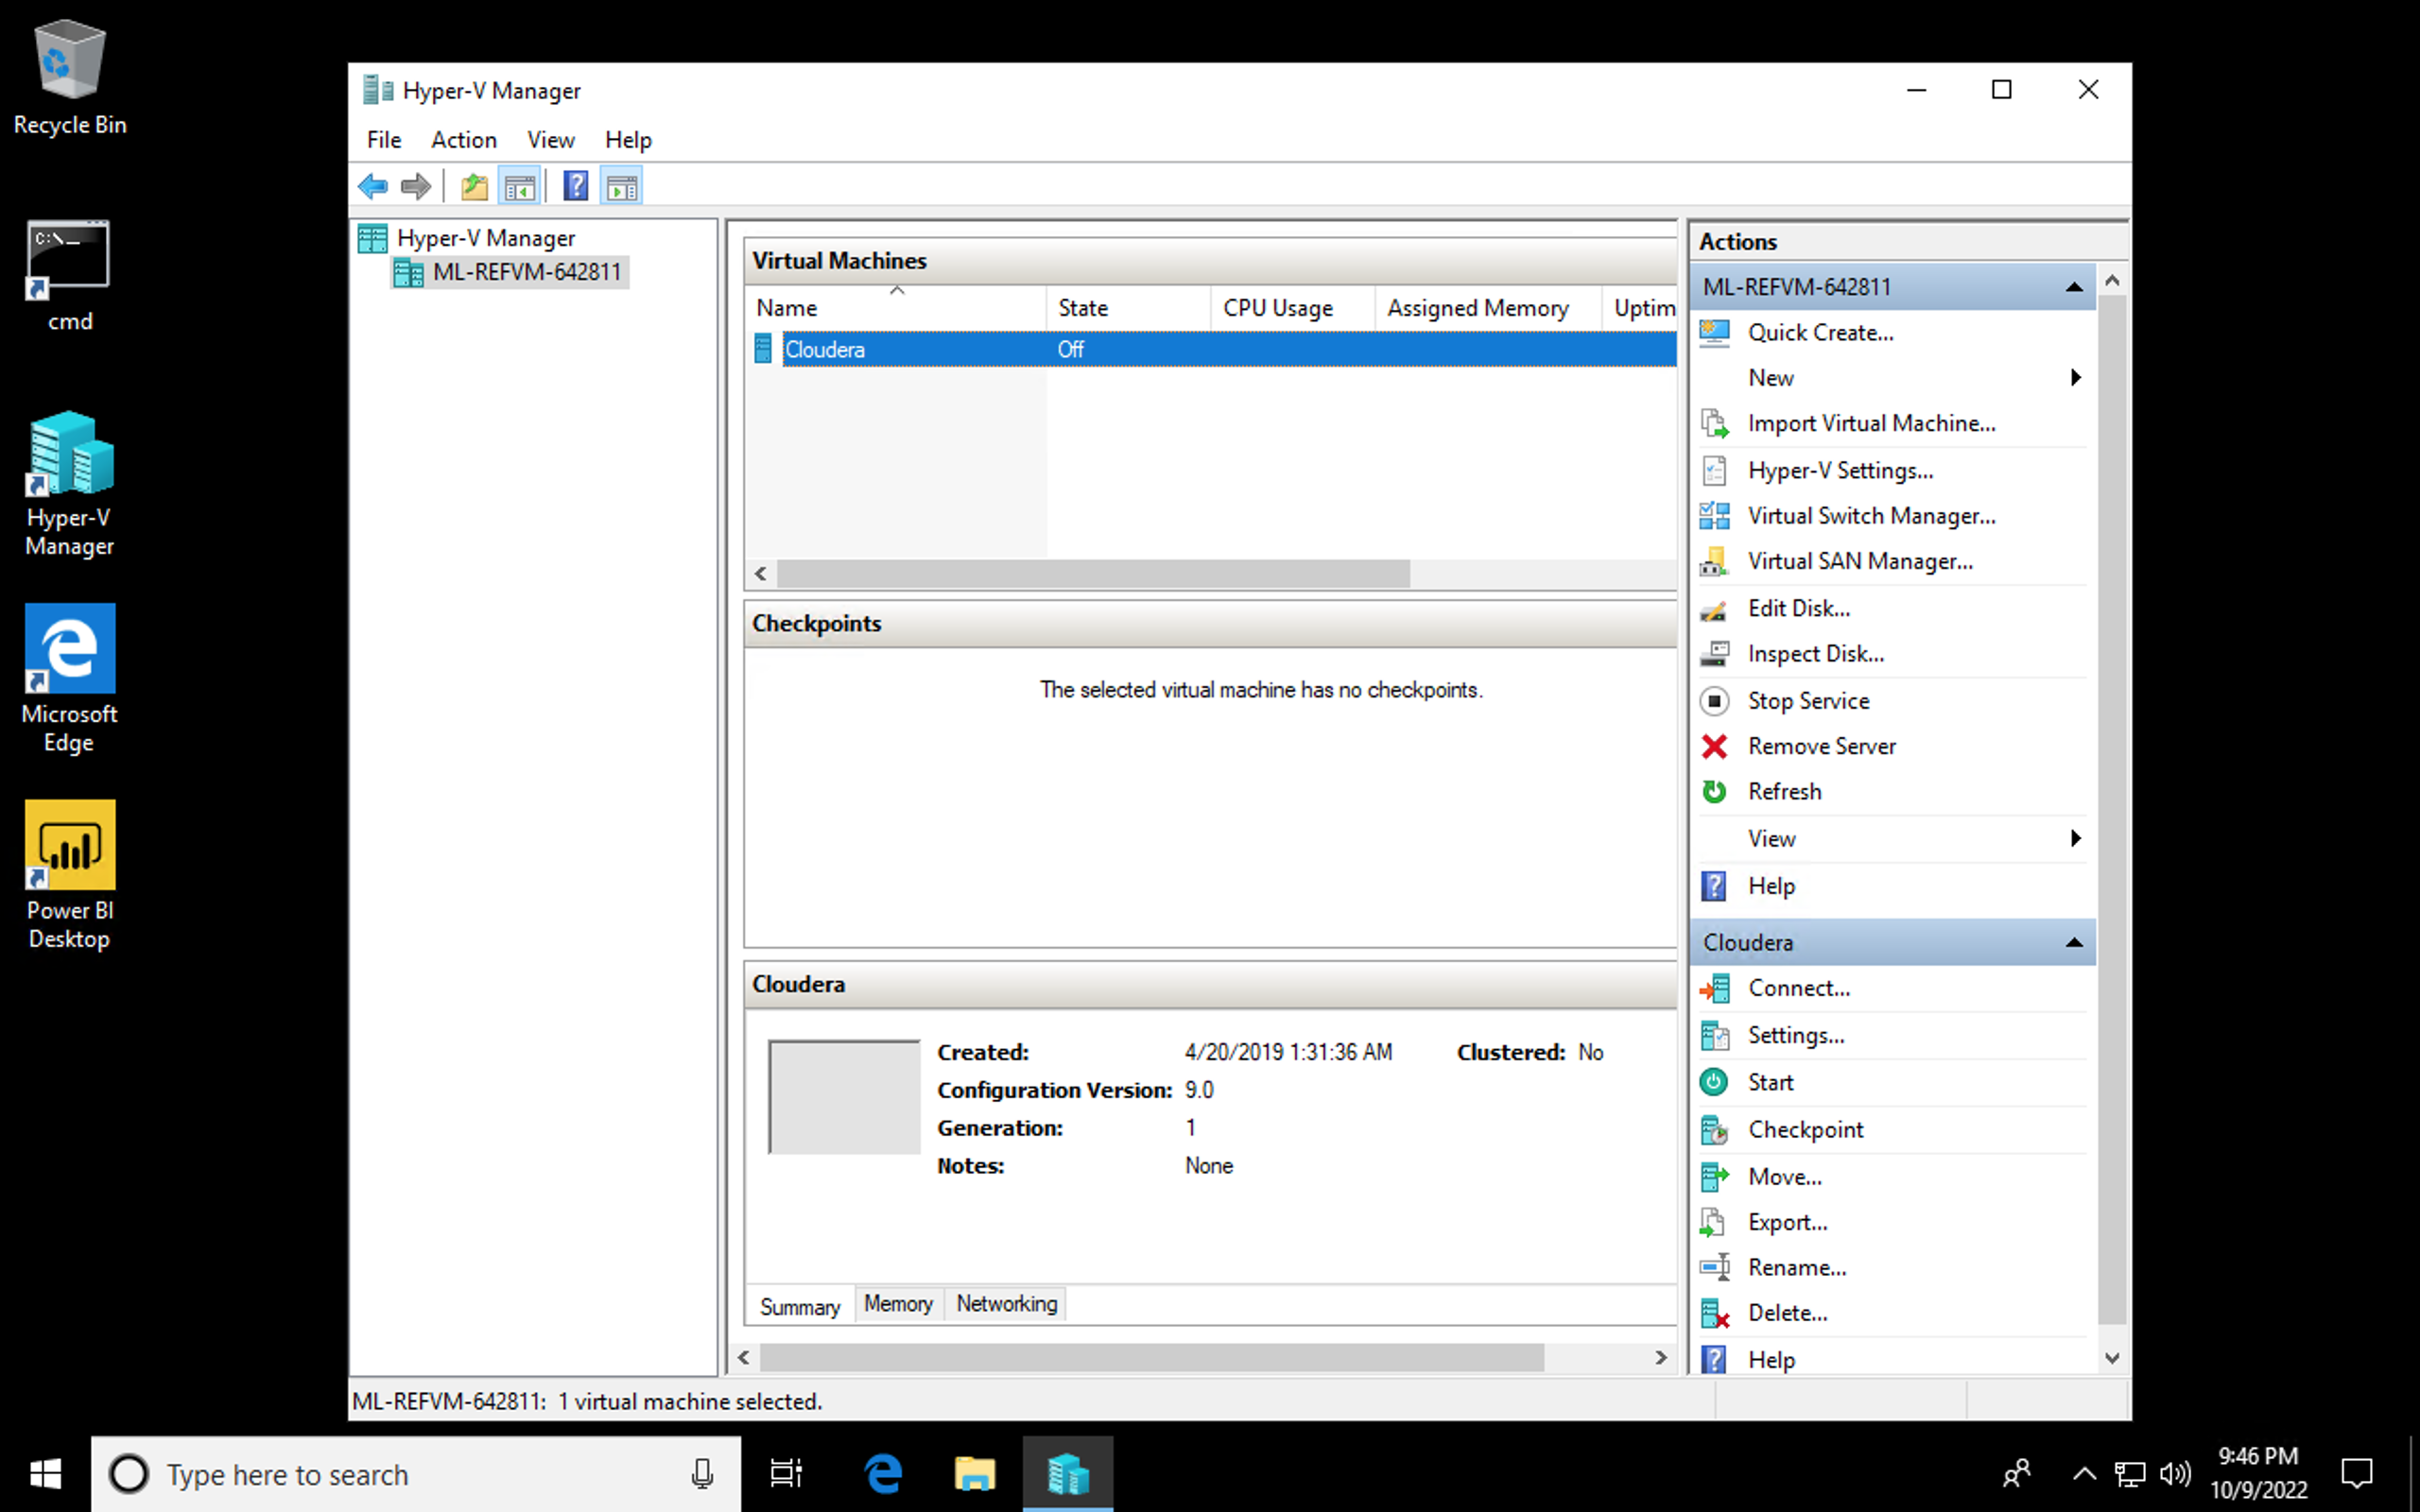 Recycle Bin
cmd
Hyper-V
Manager
Microsoft
Edge
Power BI
Desktop
Hyper-V Manager
File Action View Help
Hyper-V Manager
ML-REFVM-642811
Virtual Machines
Name State CPU Usage Assigned Memory Uptim
Cloudera Off
Checkpoints
The selected virtual machine has no checkpoints.
Cloudera
Created: 4/20/2019 1:31:36 AM Clustered: No
Configuration Version: 9.0
Generation: 1
Notes: None
Summary Memory Networking
Actions
ML-REFVM-642811
Quick Create...
New
Import Virtual Machine...
Hyper-V Settings...
Virtual Switch Manager...
Virtual SAN Manager...
Edit Disk...
Inspect Disk...
Stop Service
Remove Server
Refresh
View
Help
Cloudera
Connect...
Settings...
Start
Checkpoint
Move...
Export...
Rename...
Delete...
Help
ML-REFVM-642811: 1 virtual machine selected.
Type here to search
9:46 PM
10/9/2022